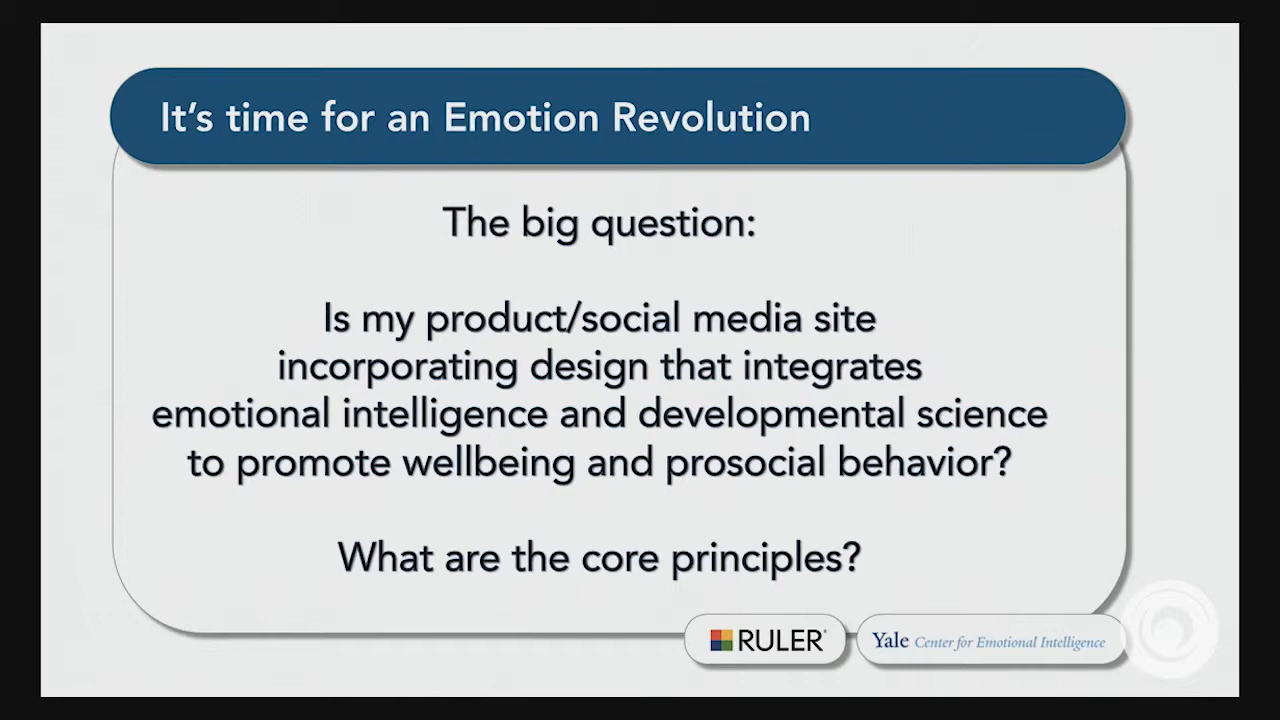 It's time for an Emotion Revolution
The big question:
Is my product/social media site
incorporating design that integrates
emotional intelligence and developmental science
to promote wellbeing and prosocial behavior?
What are the core principles?
RULER®
Yale Center for Emotional Intelligence